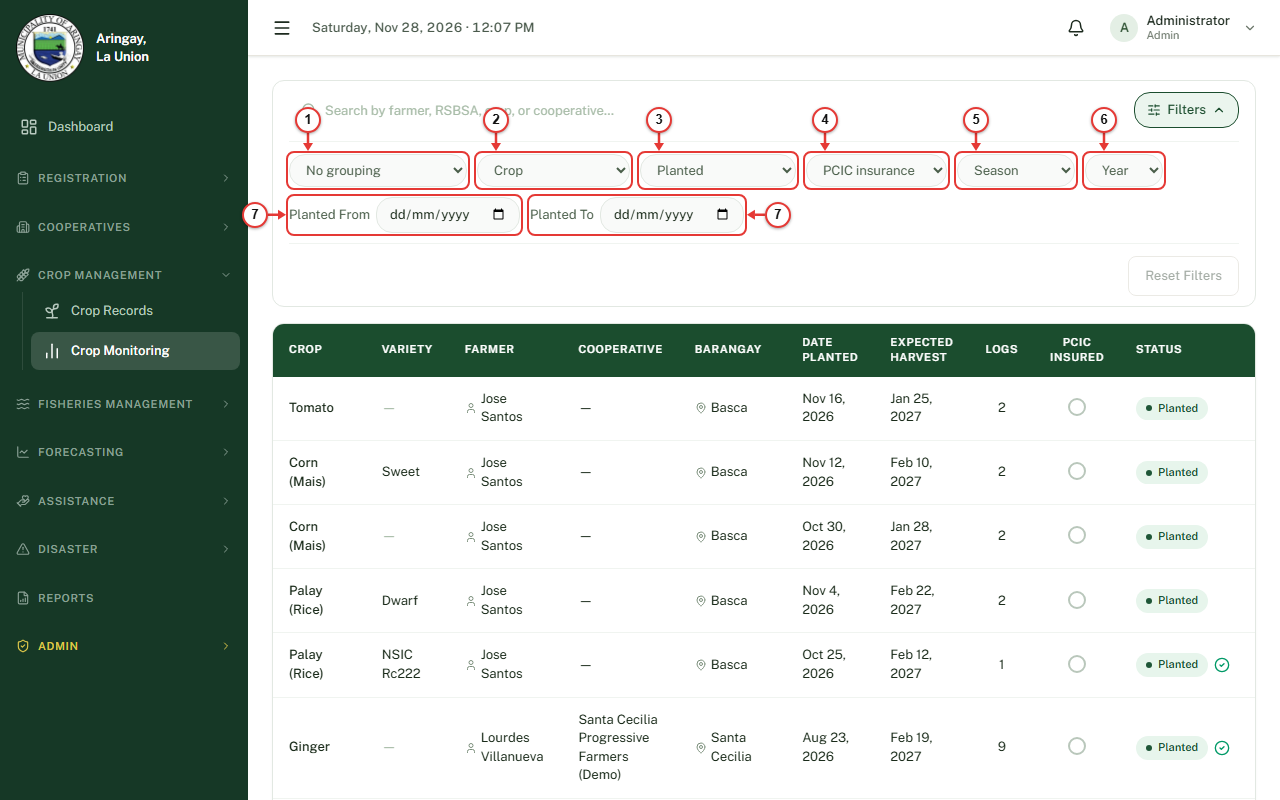 MUNICIPALITY OF ARINGAY
1741
LA UNION
Aringay,
La Union
Saturday, Nov 28, 2026 · 12:07 PM
A
Administrator
Admin
Dashboard
REGISTRATION
COOPERATIVES
CROP MANAGEMENT
Crop Records
Crop Monitoring
FISHERIES MANAGEMENT
FORECASTING
ASSISTANCE
DISASTER
REPORTS
ADMIN
Search by farmer, RSBSA, crop, or cooperative...
Filters
1 2 3 4 5 6
No grouping Crop Planted PCIC insurance Season Year
7 Planted From dd/mm/yyyy Planted To dd/mm/yyyy 7
Reset Filters
CROP VARIETY FARMER COOPERATIVE BARANGAY DATE PLANTED EXPECTED HARVEST LOGS PCIC INSURED STATUS
Tomato — Jose Santos — Basca Nov 16, 2026 Jan 25, 2027 2 Planted
Corn (Mais) Sweet Jose Santos — Basca Nov 12, 2026 Feb 10, 2027 2 Planted
Corn (Mais) — Jose Santos — Basca Oct 30, 2026 Jan 28, 2027 2 Planted
Palay (Rice) Dwarf Jose Santos — Basca Nov 4, 2026 Feb 22, 2027 2 Planted
Palay (Rice) NSIC Rc222 Jose Santos — Basca Oct 25, 2026 Feb 12, 2027 1 Planted
Ginger — Lourdes Villanueva Santa Cecilia Progressive Farmers (Demo) Santa Cecilia Aug 23, 2026 Feb 19, 2027 9 Planted